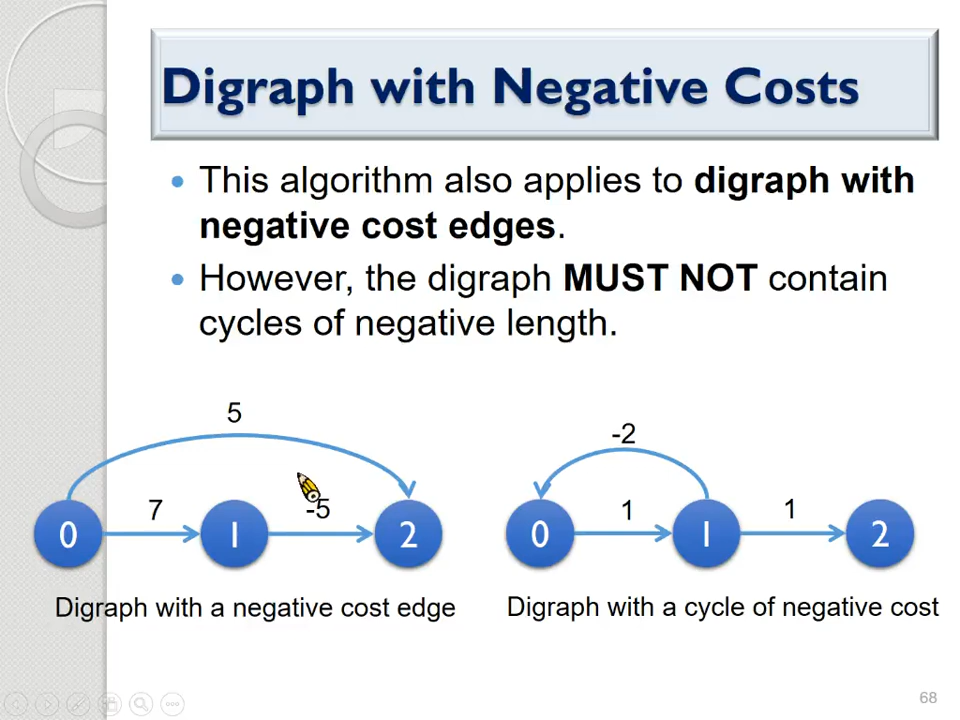 Digraph with Negative Costs
• This algorithm also applies to digraph with
negative cost edges.
• However, the digraph MUST NOT contain
cycles of negative length.
5
-2
7
-5
1
1
0
1
2
0
1
2
Digraph with a negative cost edge
Digraph with a cycle of negative cost
68